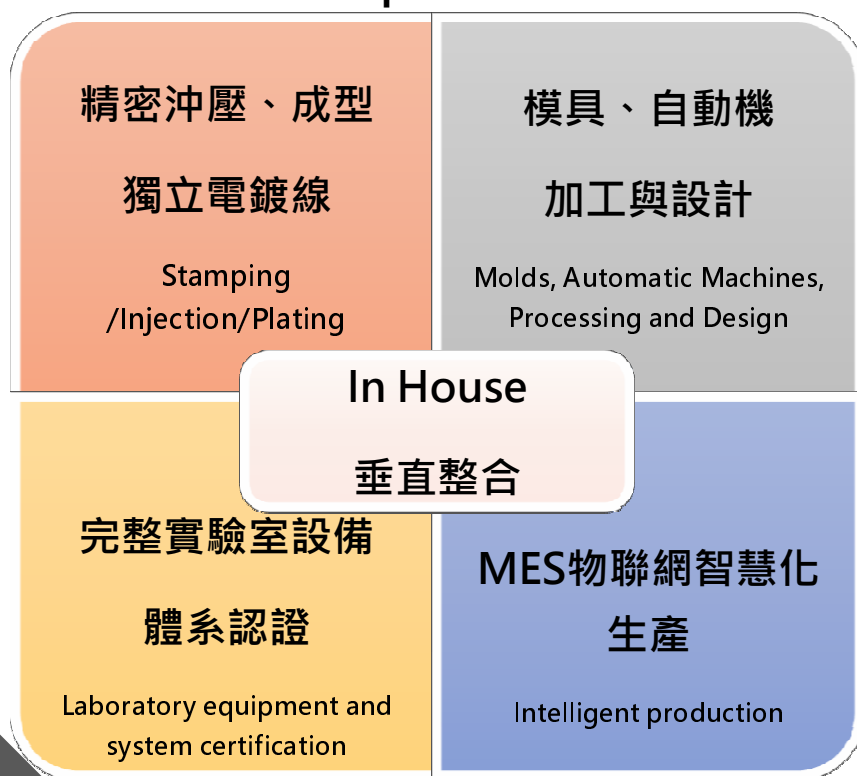 精密沖壓、成型
獨立電鍍線
Stamping
/Injection/Plating
模具、自動機
加工與設計
Molds, Automatic Machines,
Processing and Design
In House
垂直整合
完整實驗室設備
體系認證
Laboratory equipment and
system certification
MES物聯網智慧化
生產
Intelligent production